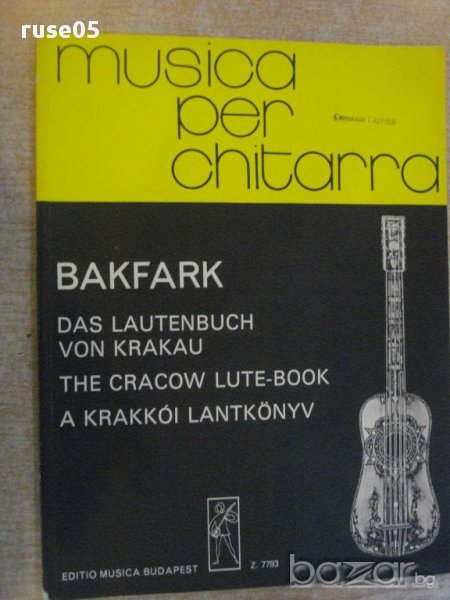 ruse05
musica
per
chitarra
BAKFARK
DAS LAUTENBUCH
VON KRAKAU
THE CRACOW LUTE-BOOK
A KRAKKÓI LANTKÖNYV
EDITIO MUSICA BUDAPEST
Z. 7793
bazar.bg